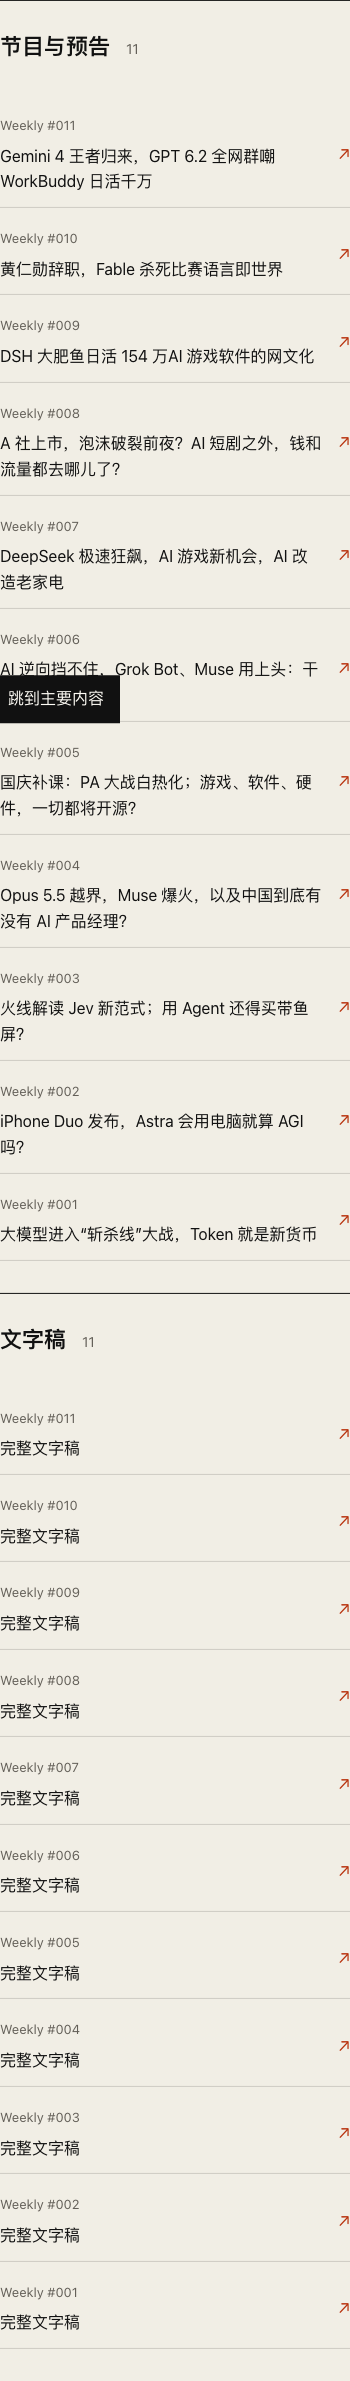 节目与预告 11
Weekly #011
Gemini 4 王者归来，GPT 6.2 全网群嘲
WorkBuddy 日活千万
Weekly #010
黄仁勋辞职，Fable 杀死比赛语言即世界
Weekly #009
DSH 大肥鱼日活 154 万AI 游戏软件的网文化
Weekly #008
A 社上市，泡沫破裂前夜？AI 短剧之外，钱和
流量都去哪儿了？
Weekly #007
DeepSeek 极速狂飙，AI 游戏新机会，AI 改
造老家电
Weekly #006
AI 逆向挡不住，Grok Bot、Muse 用上头：干
跳到主要内容
Weekly #005
国庆补课：PA 大战白热化；游戏、软件、硬
件，一切都将开源？
Weekly #004
Opus 5.5 越界，Muse 爆火，以及中国到底有
没有 AI 产品经理？
Weekly #003
火线解读 Jev 新范式；用 Agent 还得买带鱼
屏？
Weekly #002
iPhone Duo 发布，Astra 会用电脑就算 AGI
吗？
Weekly #001
大模型进入“斩杀线”大战，Token 就是新货币
文字稿 11
Weekly #011
完整文字稿
Weekly #010
完整文字稿
Weekly #009
完整文字稿
Weekly #008
完整文字稿
Weekly #007
完整文字稿
Weekly #006
完整文字稿
Weekly #005
完整文字稿
Weekly #004
完整文字稿
Weekly #003
完整文字稿
Weekly #002
完整文字稿
Weekly #001
完整文字稿